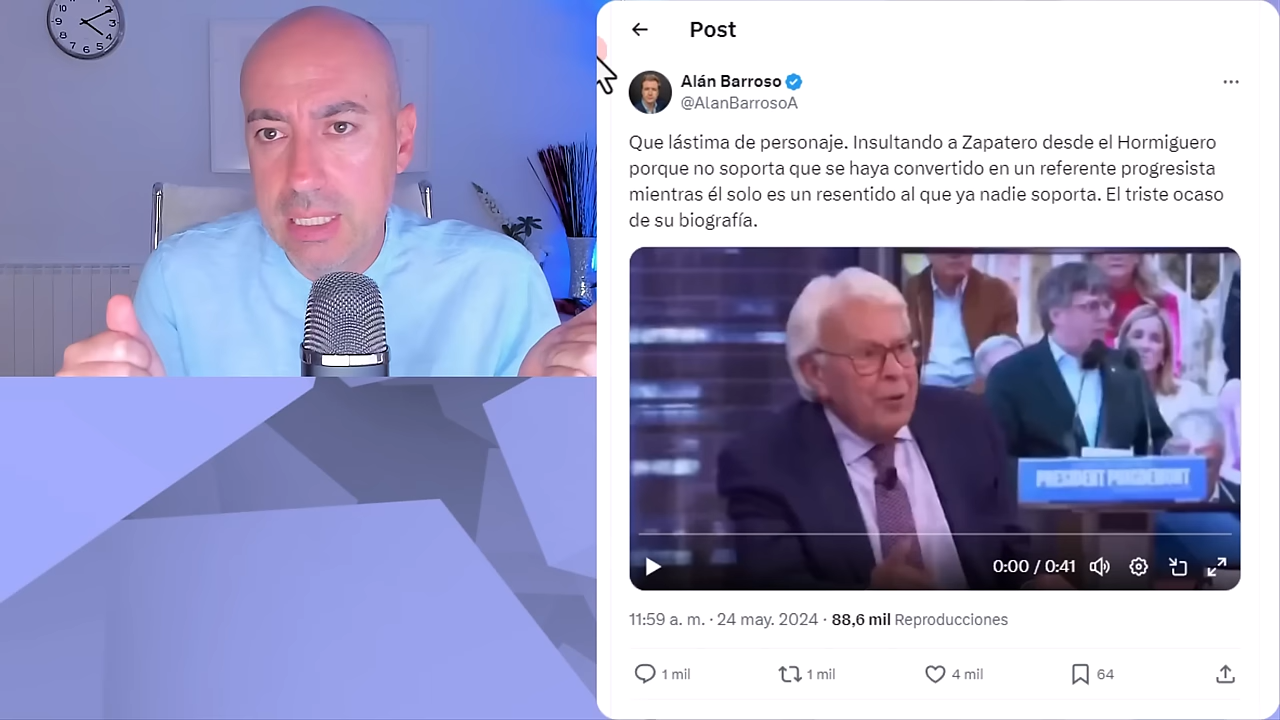 Post
Alán Barroso
@AlanBarrosoA
Que lástima de personaje. Insultando a Zapatero desde el Hormiguero
porque no soporta que se haya convertido en un referente progresista
mientras él solo es un resentido al que ya nadie soporta. El triste ocaso
de su biografía.
PRESIDENT PUIGDEMONT
0:00 / 0:41
11:59 a. m. · 24 may. 2024 · 88,6 mil Reproducciones
1 mil 1 mil 4 mil 64